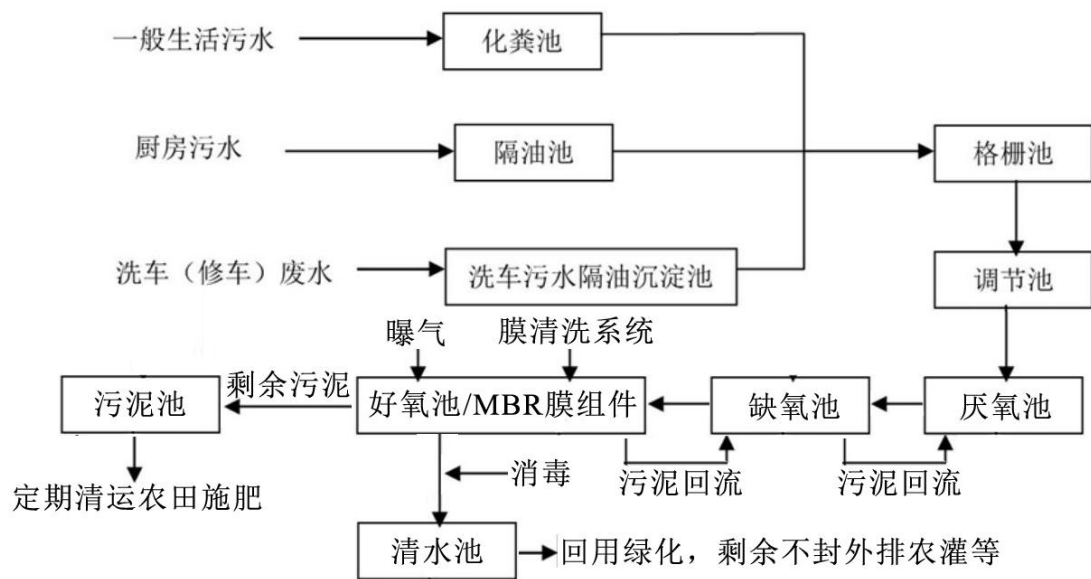 一般生活污水
化粪池
厨房污水
隔油池
格栅池
洗车（修车）废水
洗车污水隔油沉淀池
调节池
曝气
膜清洗系统
污泥池
剩余污泥
好氧池/MBR膜组件
缺氧池
厌氧池
污泥回流
污泥回流
消毒
定期清运农田施肥
清水池
回用绿化，剩余不封外排农灌等